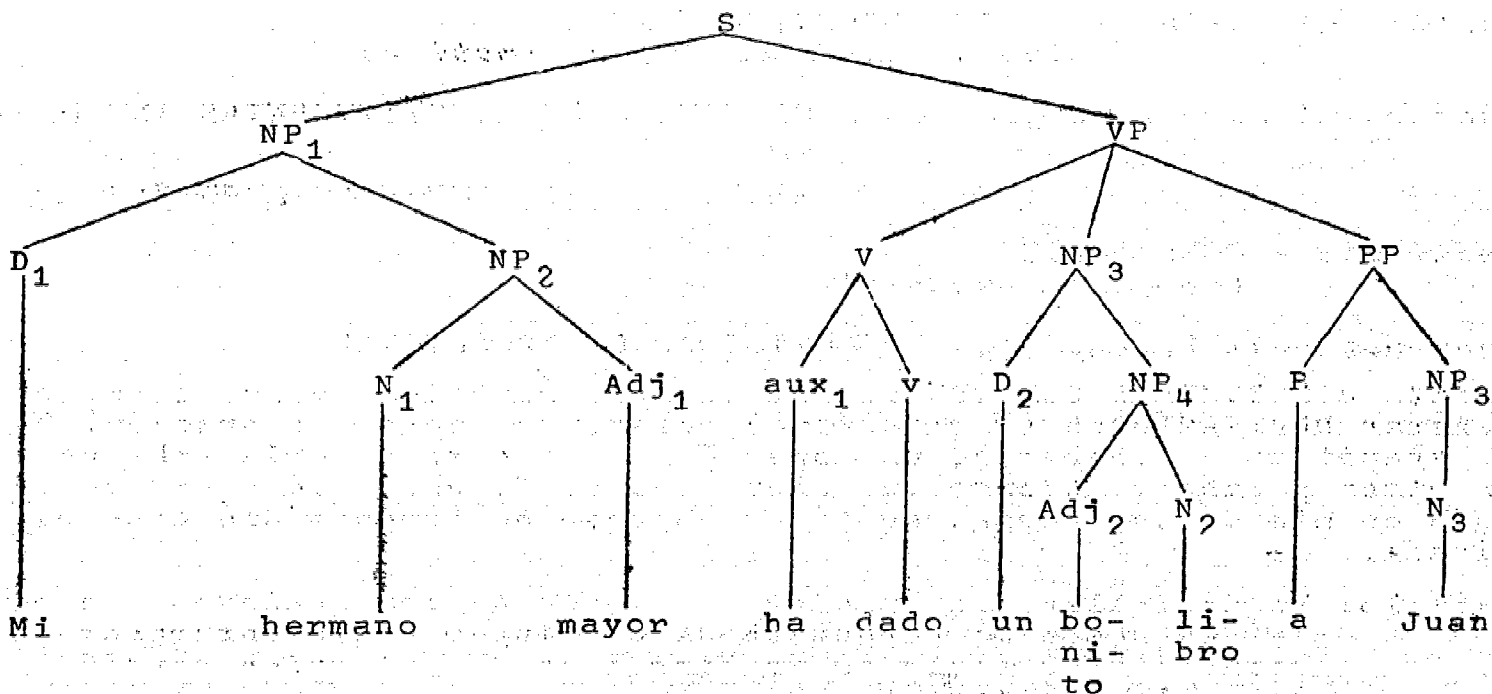 S
NP1 VP
D1 NP2 V NP3 PP
N1 Adj1 aux1 v D2 NP4 P NP3
Adj2 N2 N3
Mi hermano mayor ha dado un bo- li- a Juan
ni- bro
to